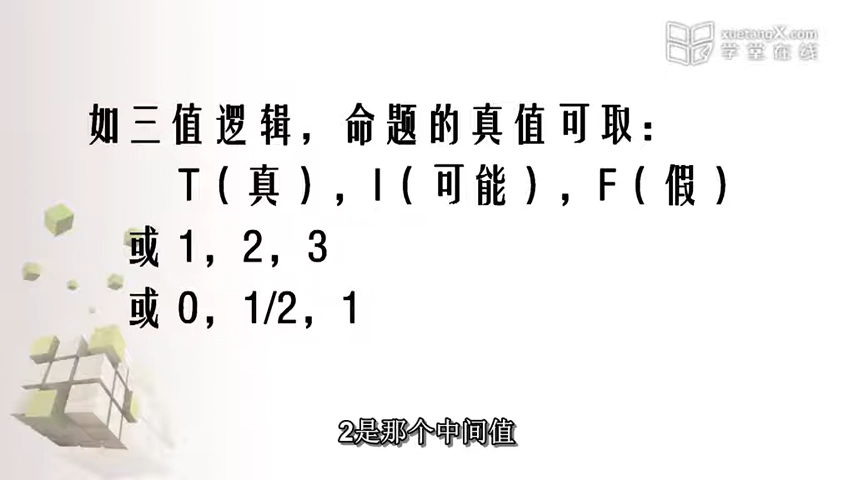 xuetangX.com
学堂在线
如三值逻辑，命题的真值可取：
T（真），I（可能），F（假）
或 1，2，3
或 0，1/2，1
2是那个中间值